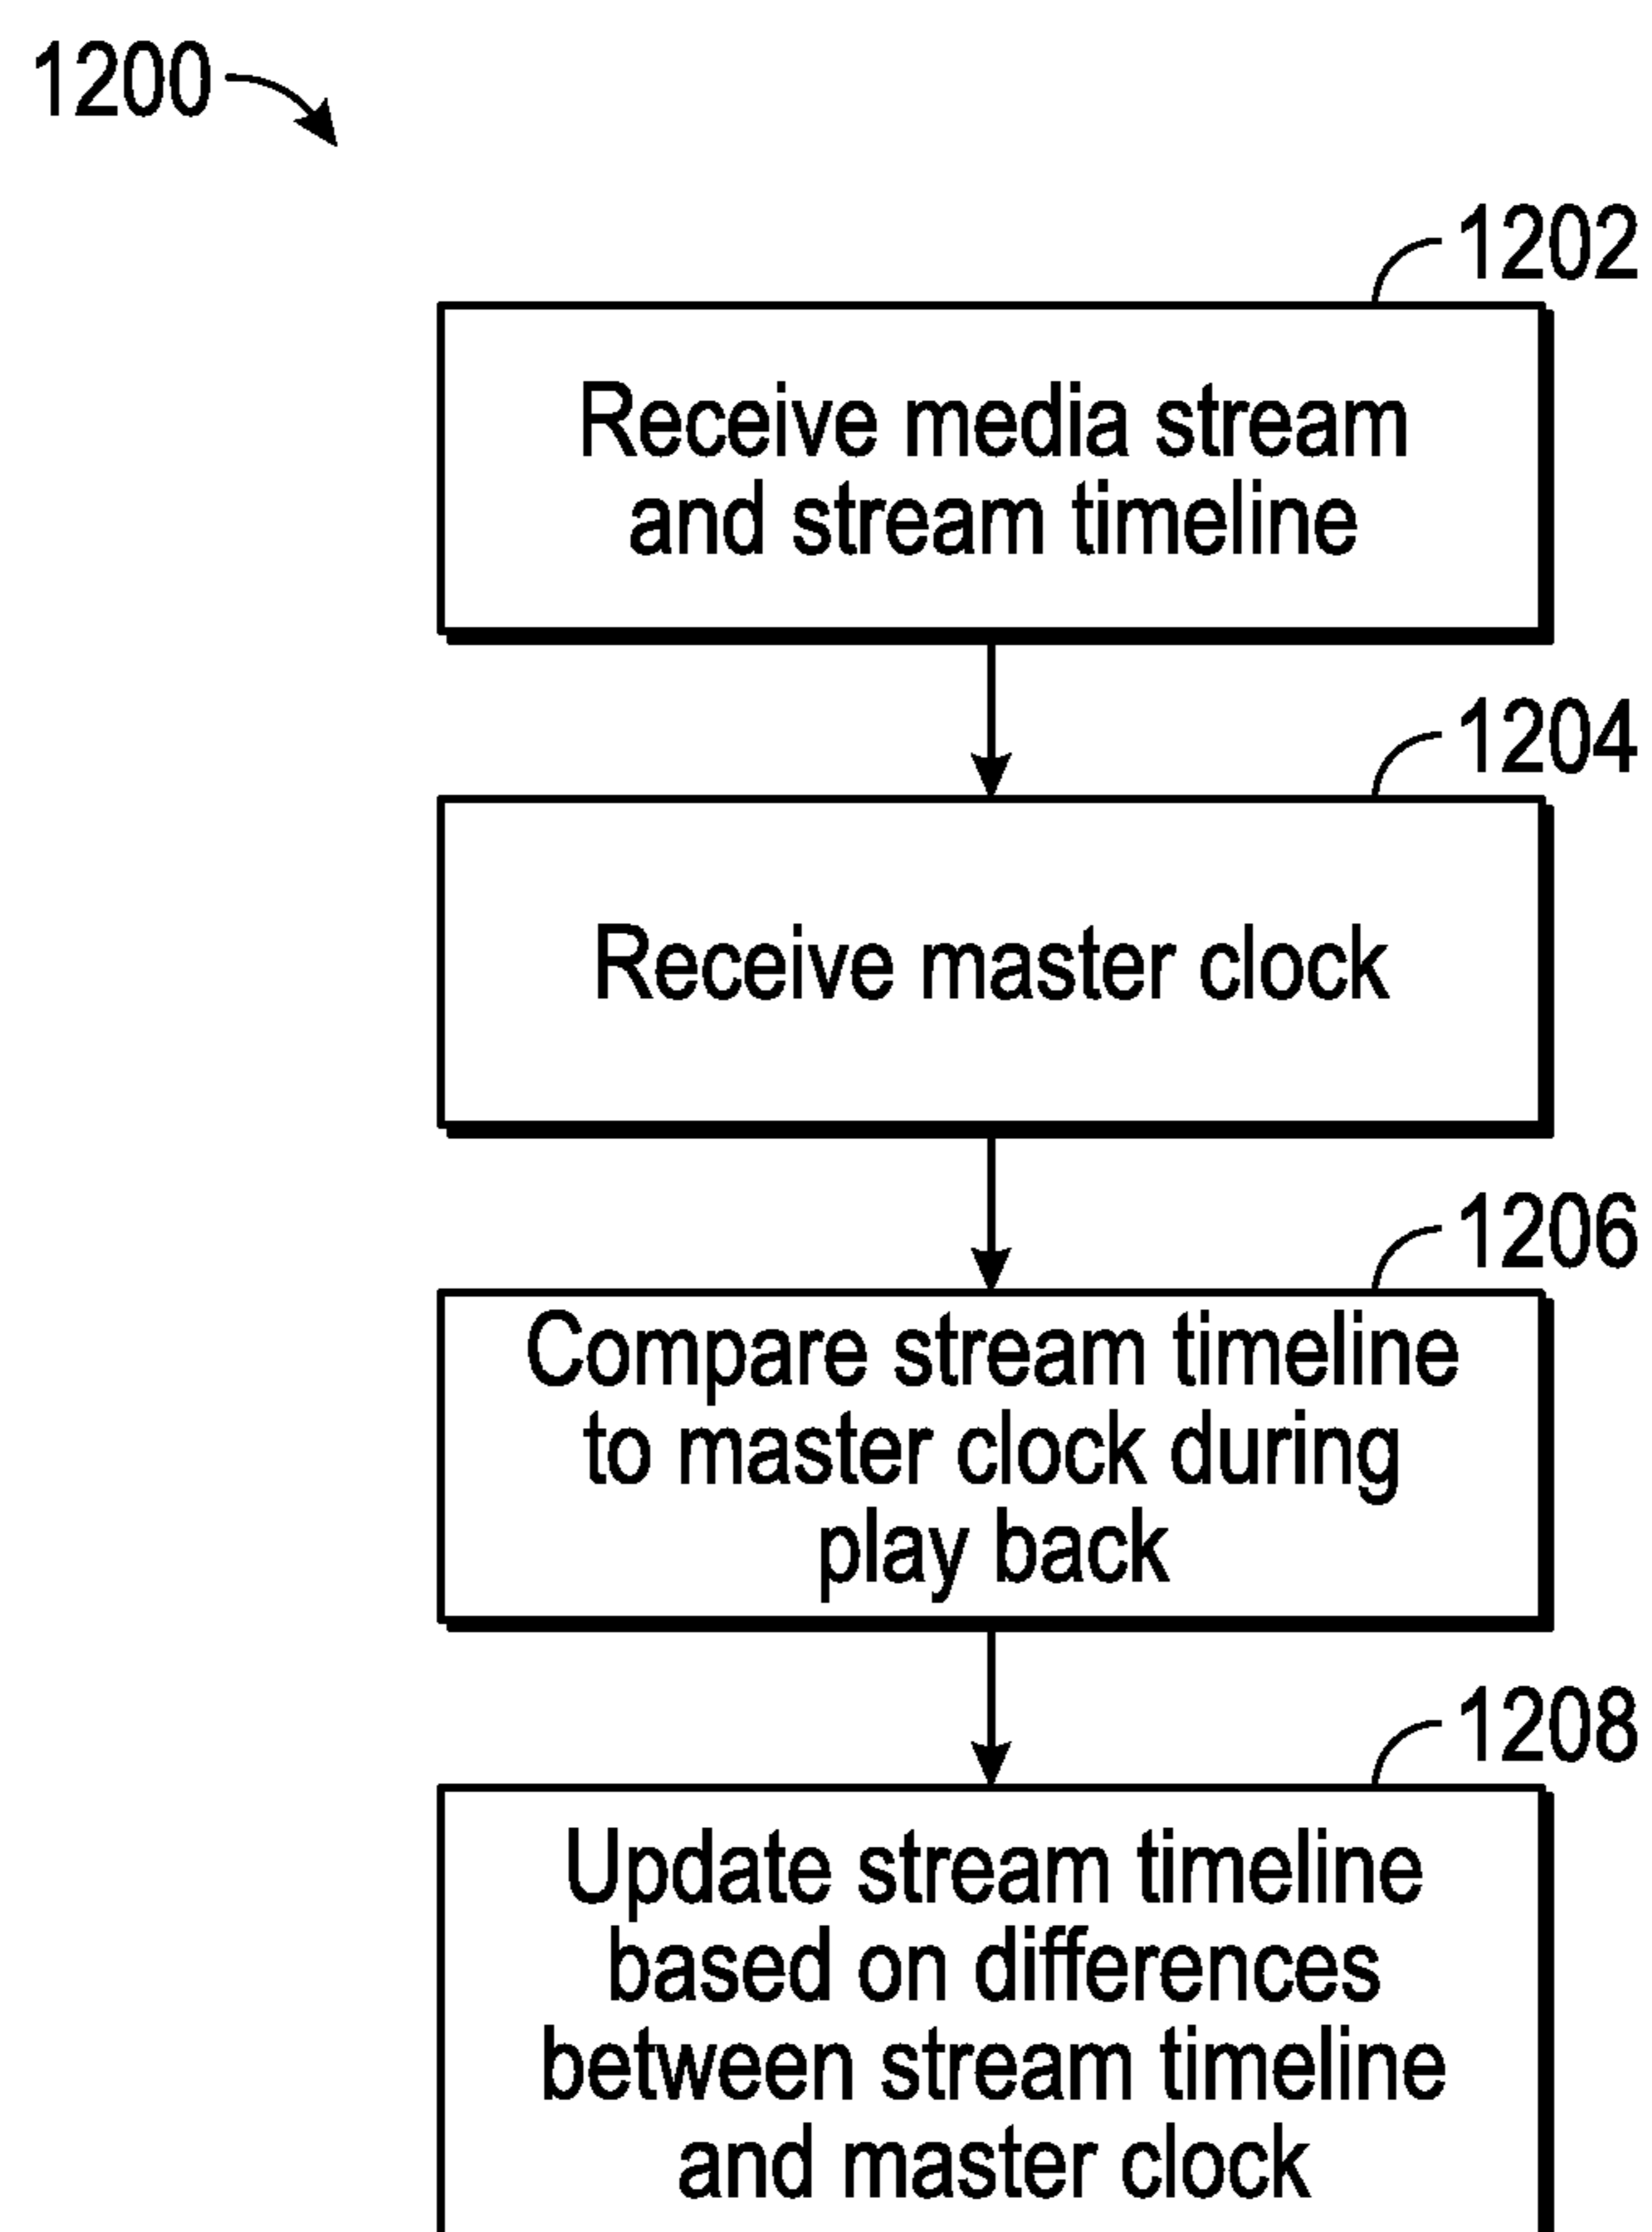 1200
1202
Receive media stream
and stream timeline
1204
Receive master clock
1206
Compare stream timeline
to master clock during
play back
1208
Update stream timeline
based on differences
between stream timeline
and master clock